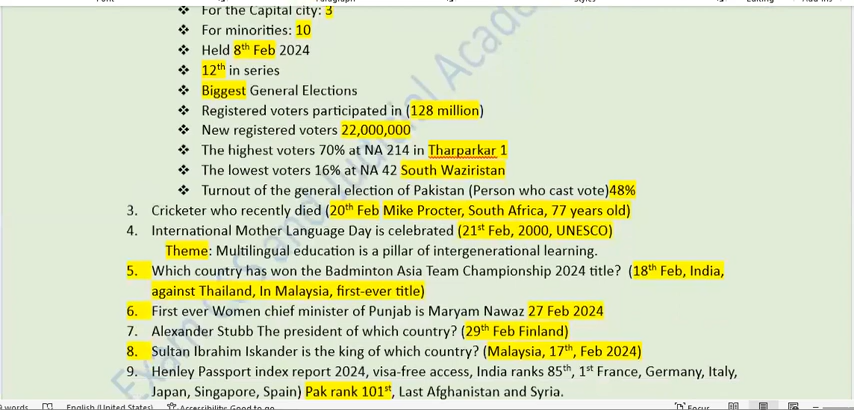 ❖ For the Capital city: 3
❖ For minorities: 10
❖ Held 8th Feb 2024
❖ 12th in series
❖ Biggest General Elections
❖ Registered voters participated in (128 million)
❖ New registered voters 22,000,000
❖ The highest voters 70% at NA 214 in Tharparkar 1
❖ The lowest voters 16% at NA 42 South Waziristan
❖ Turnout of the general election of Pakistan (Person who cast vote)48%
3. Cricketer who recently died (20th Feb Mike Procter, South Africa, 77 years old)
4. International Mother Language Day is celebrated (21st Feb, 2000, UNESCO)
Theme: Multilingual education is a pillar of intergenerational learning.
5. Which country has won the Badminton Asia Team Championship 2024 title? (18th Feb, India,
against Thailand, In Malaysia, first-ever title)
6. First ever Women chief minister of Punjab is Maryam Nawaz 27 Feb 2024
7. Alexander Stubb The president of which country? (29th Feb Finland)
8. Sultan Ibrahim Iskander is the king of which country? (Malaysia, 17th, Feb 2024)
9. Henley Passport index report 2024, visa-free access, India ranks 85th, 1st France, Germany, Italy,
Japan, Singapore, Spain) Pak rank 101st, Last Afghanistan and Syria.
words English (United States) Accessibility: Good to go Focus